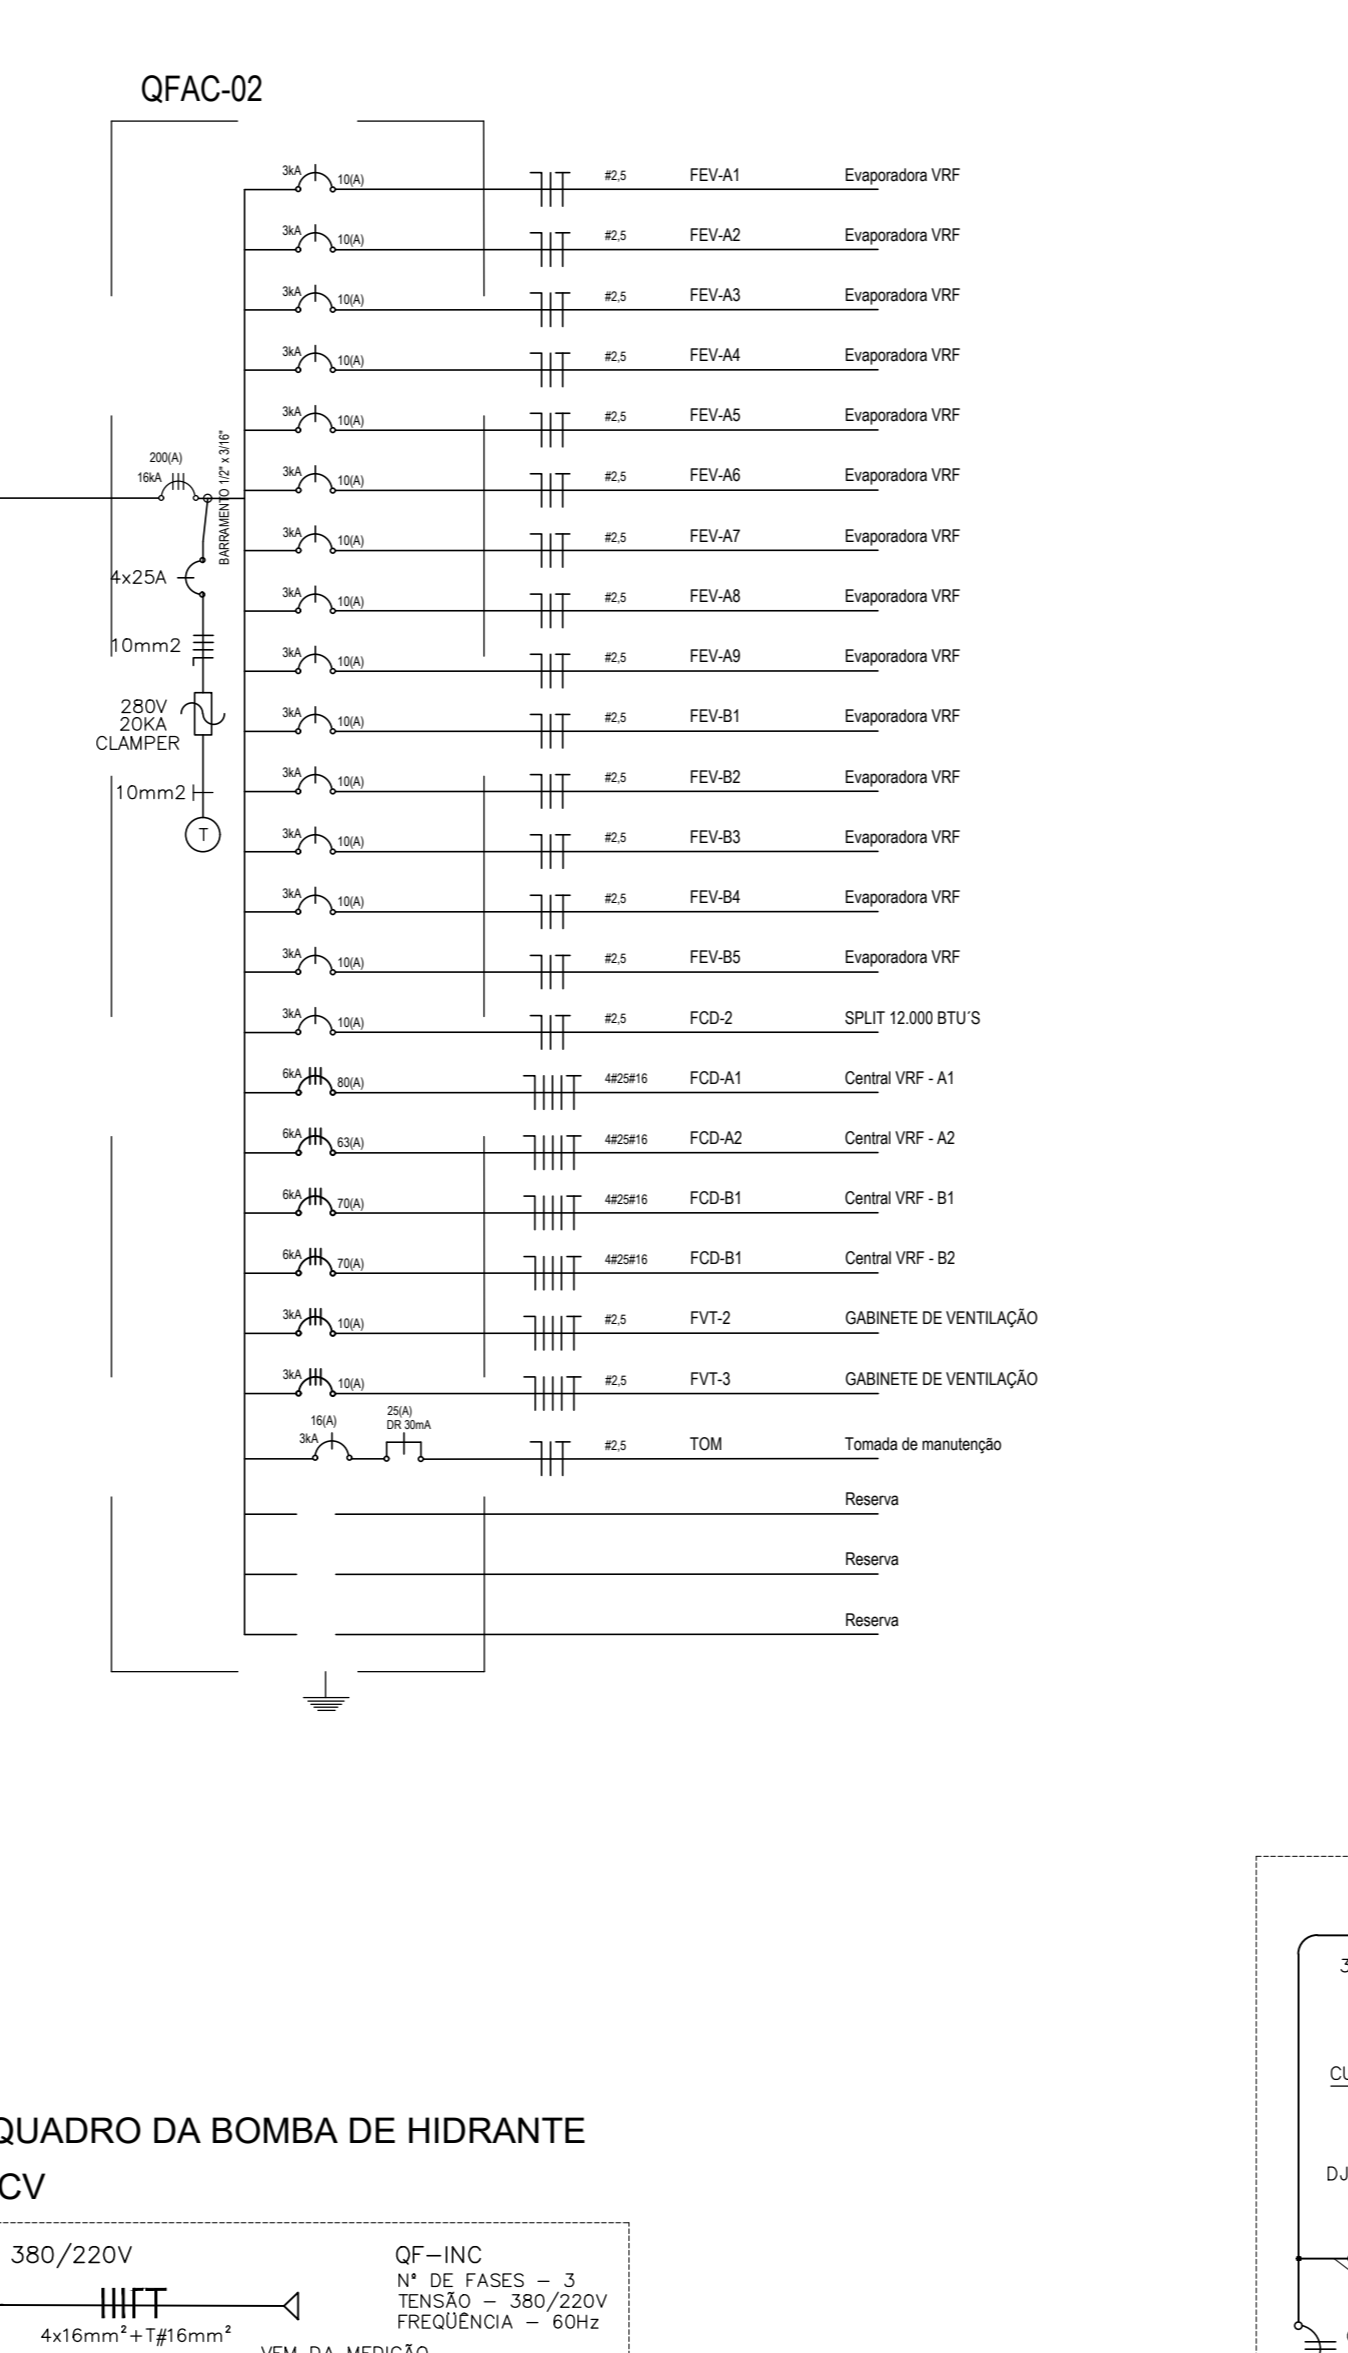 QFAC-02
3kA 10(A) #2,5 FEV-A1 Evaporadora VRF
3kA 10(A) #2,5 FEV-A2 Evaporadora VRF
3kA 10(A) #2,5 FEV-A3 Evaporadora VRF
3kA 10(A) #2,5 FEV-A4 Evaporadora VRF
3kA 10(A) #2,5 FEV-A5 Evaporadora VRF
3kA 10(A) #2,5 FEV-A6 Evaporadora VRF
3kA 10(A) #2,5 FEV-A7 Evaporadora VRF
3kA 10(A) #2,5 FEV-A8 Evaporadora VRF
3kA 10(A) #2,5 FEV-A9 Evaporadora VRF
3kA 10(A) #2,5 FEV-B1 Evaporadora VRF
3kA 10(A) #2,5 FEV-B2 Evaporadora VRF
3kA 10(A) #2,5 FEV-B3 Evaporadora VRF
3kA 10(A) #2,5 FEV-B4 Evaporadora VRF
3kA 10(A) #2,5 FEV-B5 Evaporadora VRF
3kA 10(A) #2,5 FCD-2 SPLIT 12.000 BTU´S
6kA 80(A) 4#25#16 FCD-A1 Central VRF - A1
6kA 63(A) 4#25#16 FCD-A2 Central VRF - A2
6kA 70(A) 4#25#16 FCD-B1 Central VRF - B1
6kA 70(A) 4#25#16 FCD-B1 Central VRF - B2
3kA 10(A) #2,5 FVT-2 GABINETE DE VENTILAÇÃO
3kA 10(A) #2,5 FVT-3 GABINETE DE VENTILAÇÃO
16(A)
25(A)
DR 30mA
3kA #2,5 TOM Tomada de manutenção
Reserva
Reserva
Reserva
200(A)
16kA
BARRAMENTO 1/2" x 3/16"
4x25A
10mm2
280V
20KA
CLAMPER
10mm2
T
QUADRO DA BOMBA DE HIDRANTE
CV
380/220V
4x16mm²+T#16mm²
QF-INC
N° DE FASES - 3
TENSÃO - 380/220V
FREQÜÊNCIA - 60Hz
VEM DA MEDIÇÃO
3
CU
DJ